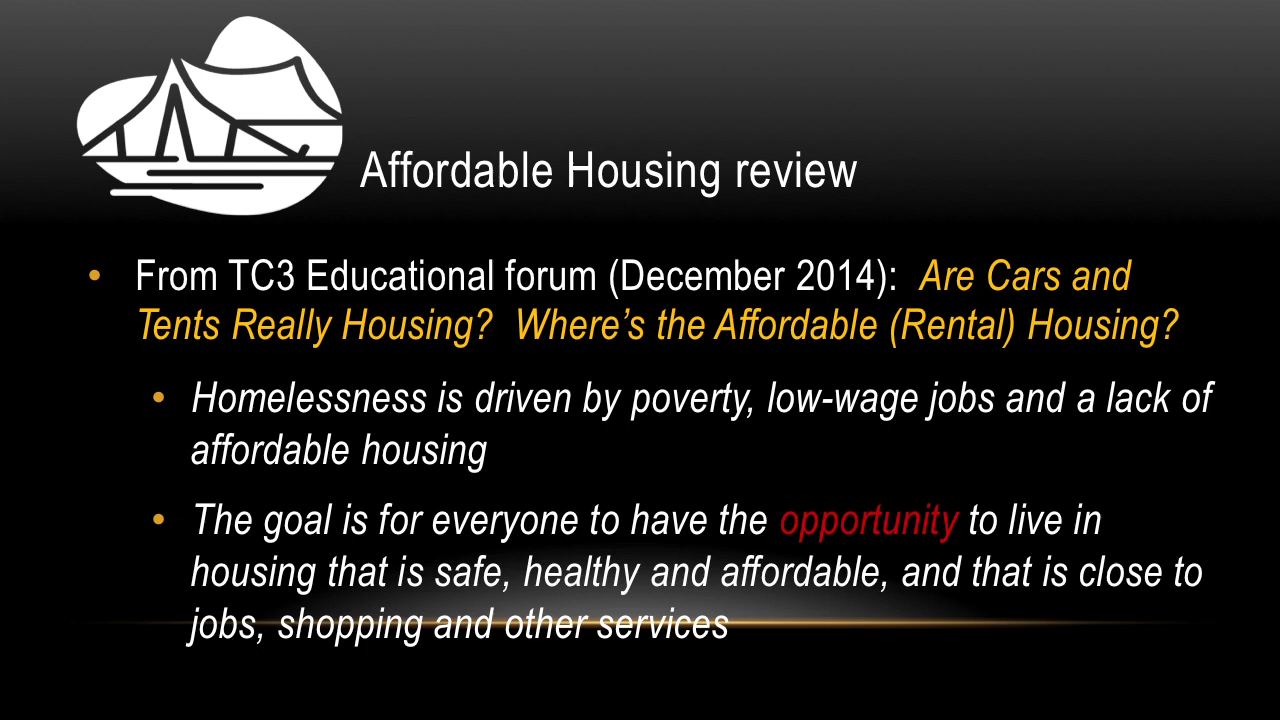 Affordable Housing review
• From TC3 Educational forum (December 2014): Are Cars and
Tents Really Housing? Where’s the Affordable (Rental) Housing?
• Homelessness is driven by poverty, low-wage jobs and a lack of
affordable housing
• The goal is for everyone to have the opportunity to live in
housing that is safe, healthy and affordable, and that is close to
jobs, shopping and other services